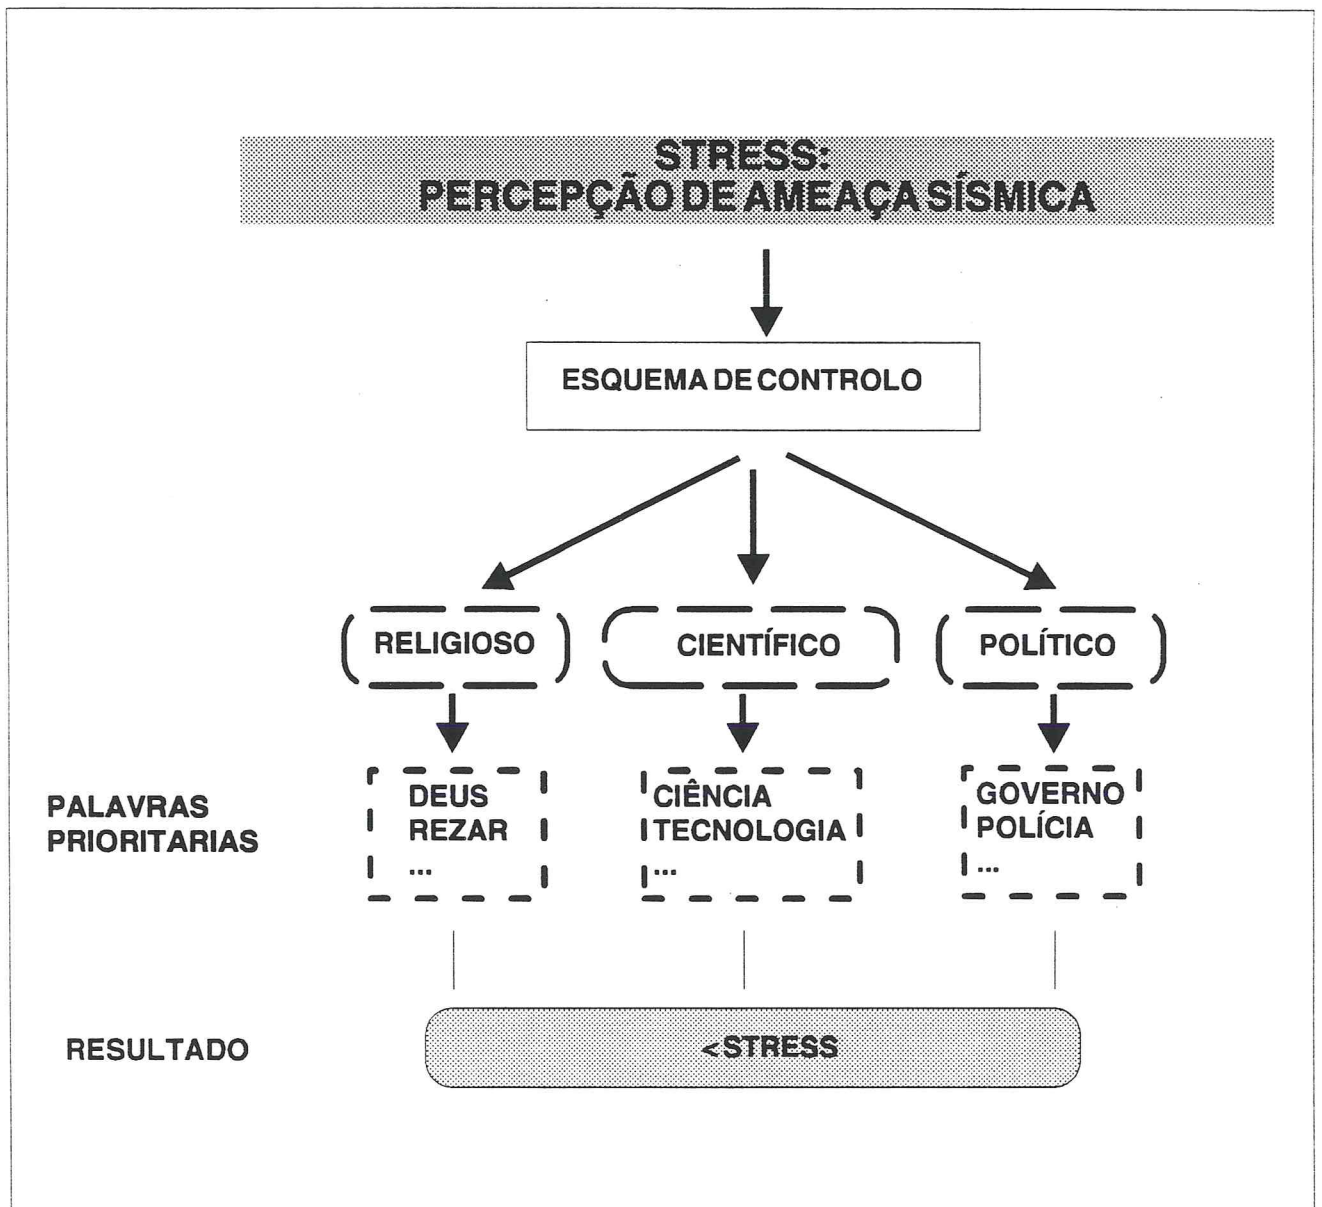 STRESS:
PERCEPÇÃO DE AMEAÇA SÍSMICA
ESQUEMA DE CONTROLO
RELIGIOSO
CIENTÍFICO
POLÍTICO
PALAVRAS
PRIORITARIAS
DEUS
REZAR
...
CIÊNCIA
TECNOLOGIA
...
GOVERNO
POLÍCIA
...
RESULTADO
<STRESS